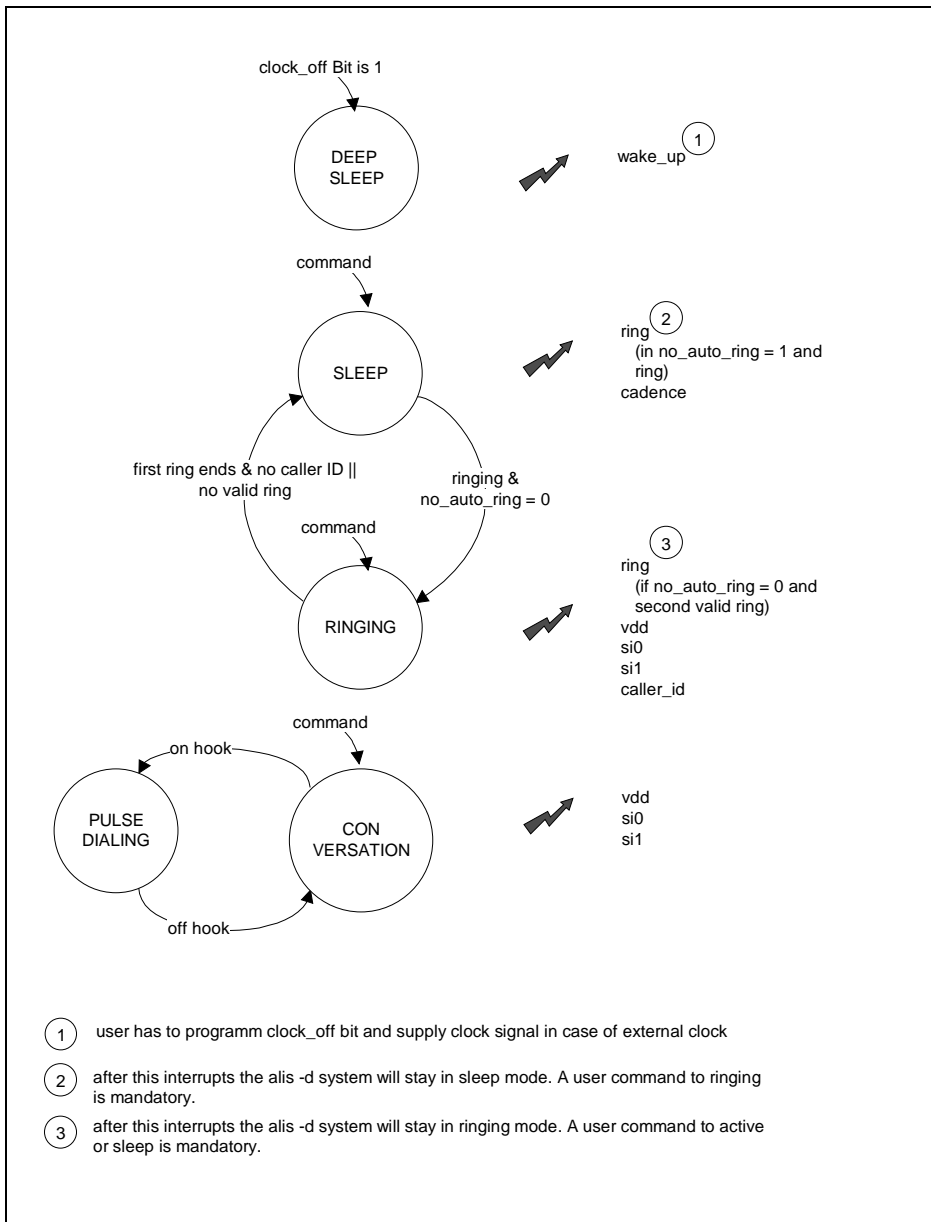 clock_off Bit is 1
DEEP
SLEEP
1
wake_up
command
SLEEP
2
ring
(in no_auto_ring = 1 and
ring)
cadence
first ring ends & no caller ID ||
no valid ring
ringing &
no_auto_ring = 0
command
RINGING
3
ring
(if no_auto_ring = 0 and
second valid ring)
vdd
si0
si1
caller_id
command
on hook
PULSE
DIALING
CON
VERSATION
off hook
vdd
si0
si1
1 user has to programm clock_off bit and supply clock signal in case of external clock
2 after this interrupts the alis -d system will stay in sleep mode. A user command to ringing
is mandatory.
3 after this interrupts the alis -d system will stay in ringing mode. A user command to active
or sleep is mandatory.